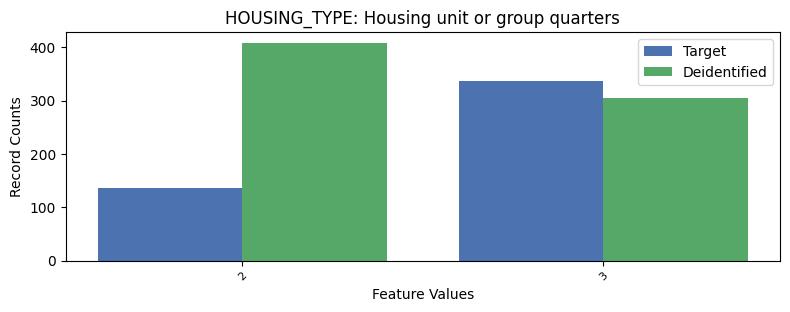 HOUSING_TYPE: Housing unit or group quarters
Record Counts
400
300
200
100
0
Target
Deidentified
2
3
Feature Values